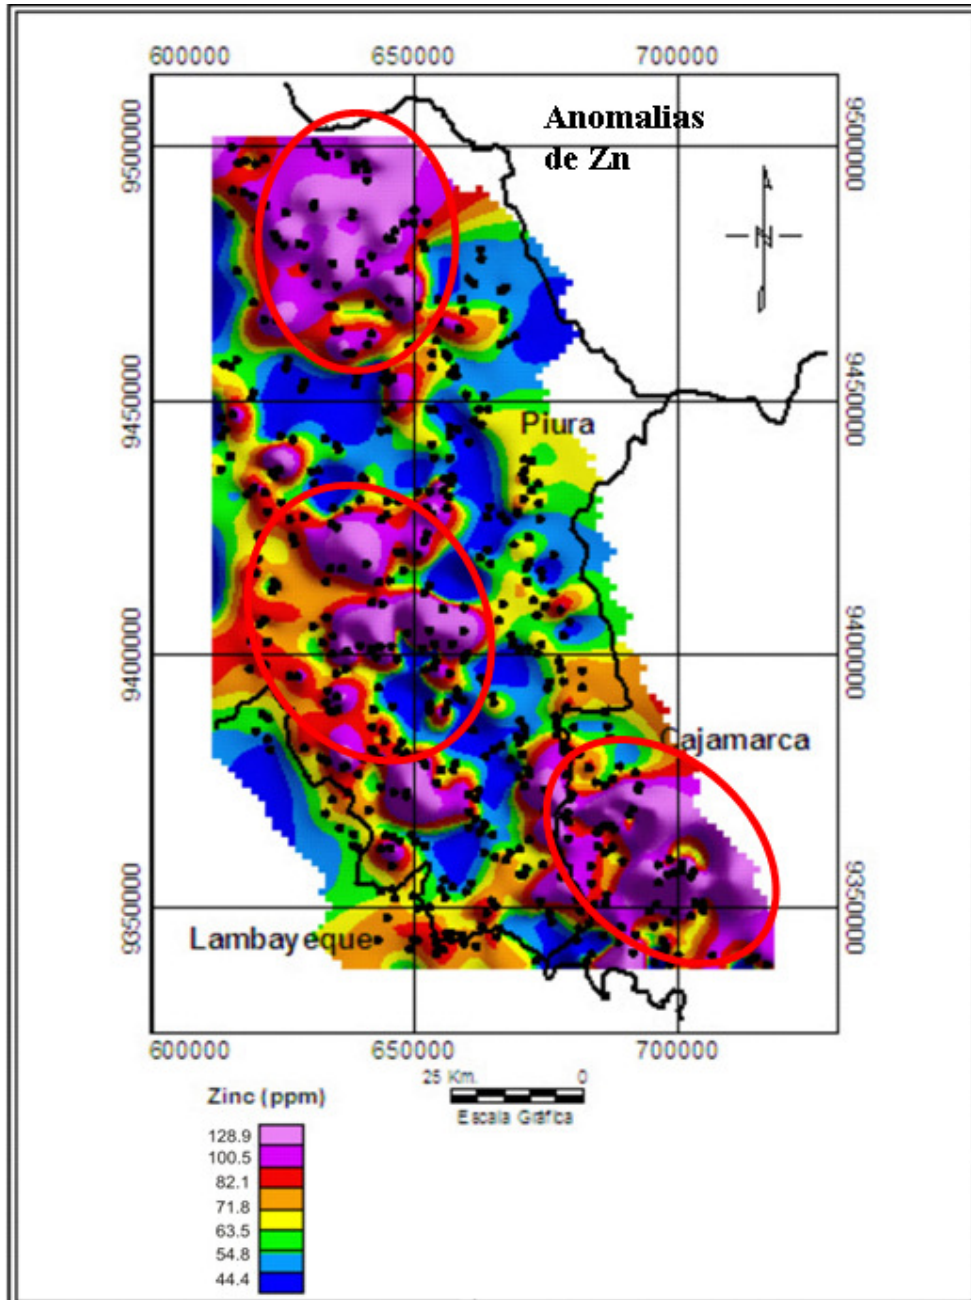 600000 650000 700000
Anomalias
de Zn
9500000 9500000
N
9450000 9450000
Piura
9400000 9400000
Cajamarca
9350000 9350000
Lambayeque
600000 650000 700000
25 Km. 0
Escala Gráfica
Zinc (ppm)
128.9
100.5
82.1
71.8
63.5
54.8
44.4